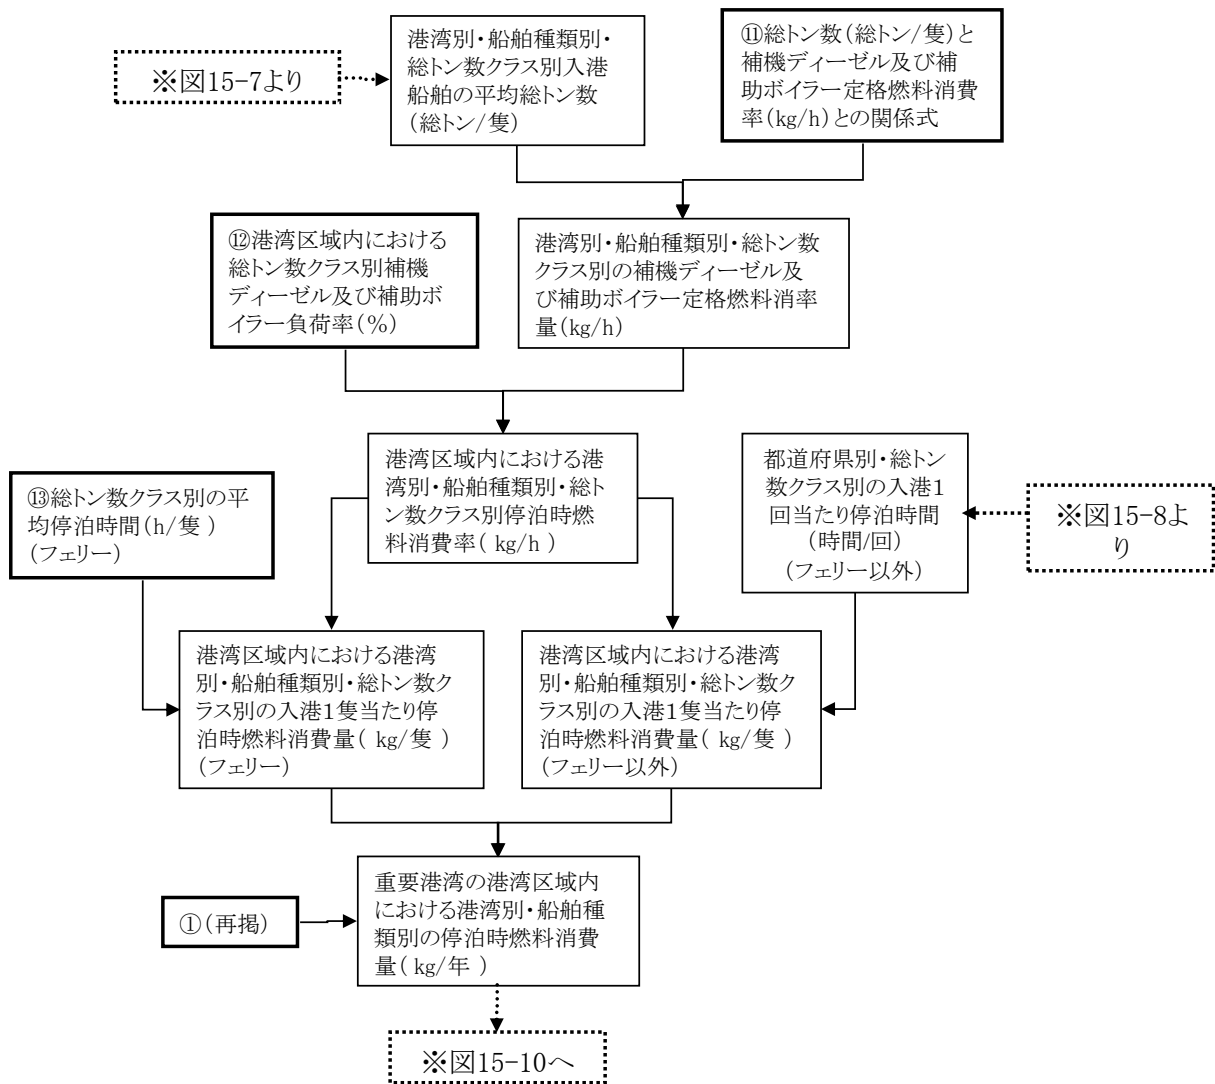 港湾別・船舶種類別・
総トン数クラス別入港
船舶の平均総トン数
(総トン/隻)
⑪総トン数(総トン/隻)と
補機ディーゼル及び補
助ボイラー定格燃料消費
率(kg/h)との関係式
※図15-7より
⑫港湾区域内における
総トン数クラス別補機
ディーゼル及び補助ボ
イラー負荷率(%)
港湾別・船舶種類別・総トン数
クラス別の補機ディーゼル及
び補助ボイラー定格燃料消率
量(kg/h)
港湾区域内における港
湾別・船舶種類別・総ト
ン数クラス別停泊時燃
料消費率( kg/h )
都道府県別・総トン
数クラス別の入港1
回当たり停泊時間
(時間/回)
(フェリー以外)
⑬総トン数クラス別の平
均停泊時間(h/隻 )
(フェリー)
※図15-8よ
り
港湾区域内における港湾
別・船舶種類別・総トン数ク
ラス別の入港1隻当たり停
泊時燃料消費量( kg/隻 )
(フェリー)
港湾区域内における港湾
別・船舶種類別・総トン数ク
ラス別の入港1隻当たり停
泊時燃料消費量( kg/隻 )
(フェリー以外)
重要港湾の港湾区域内
における港湾別・船舶種
類別の停泊時燃料消費
量( kg/年 )
①(再掲)
※図15-10へ